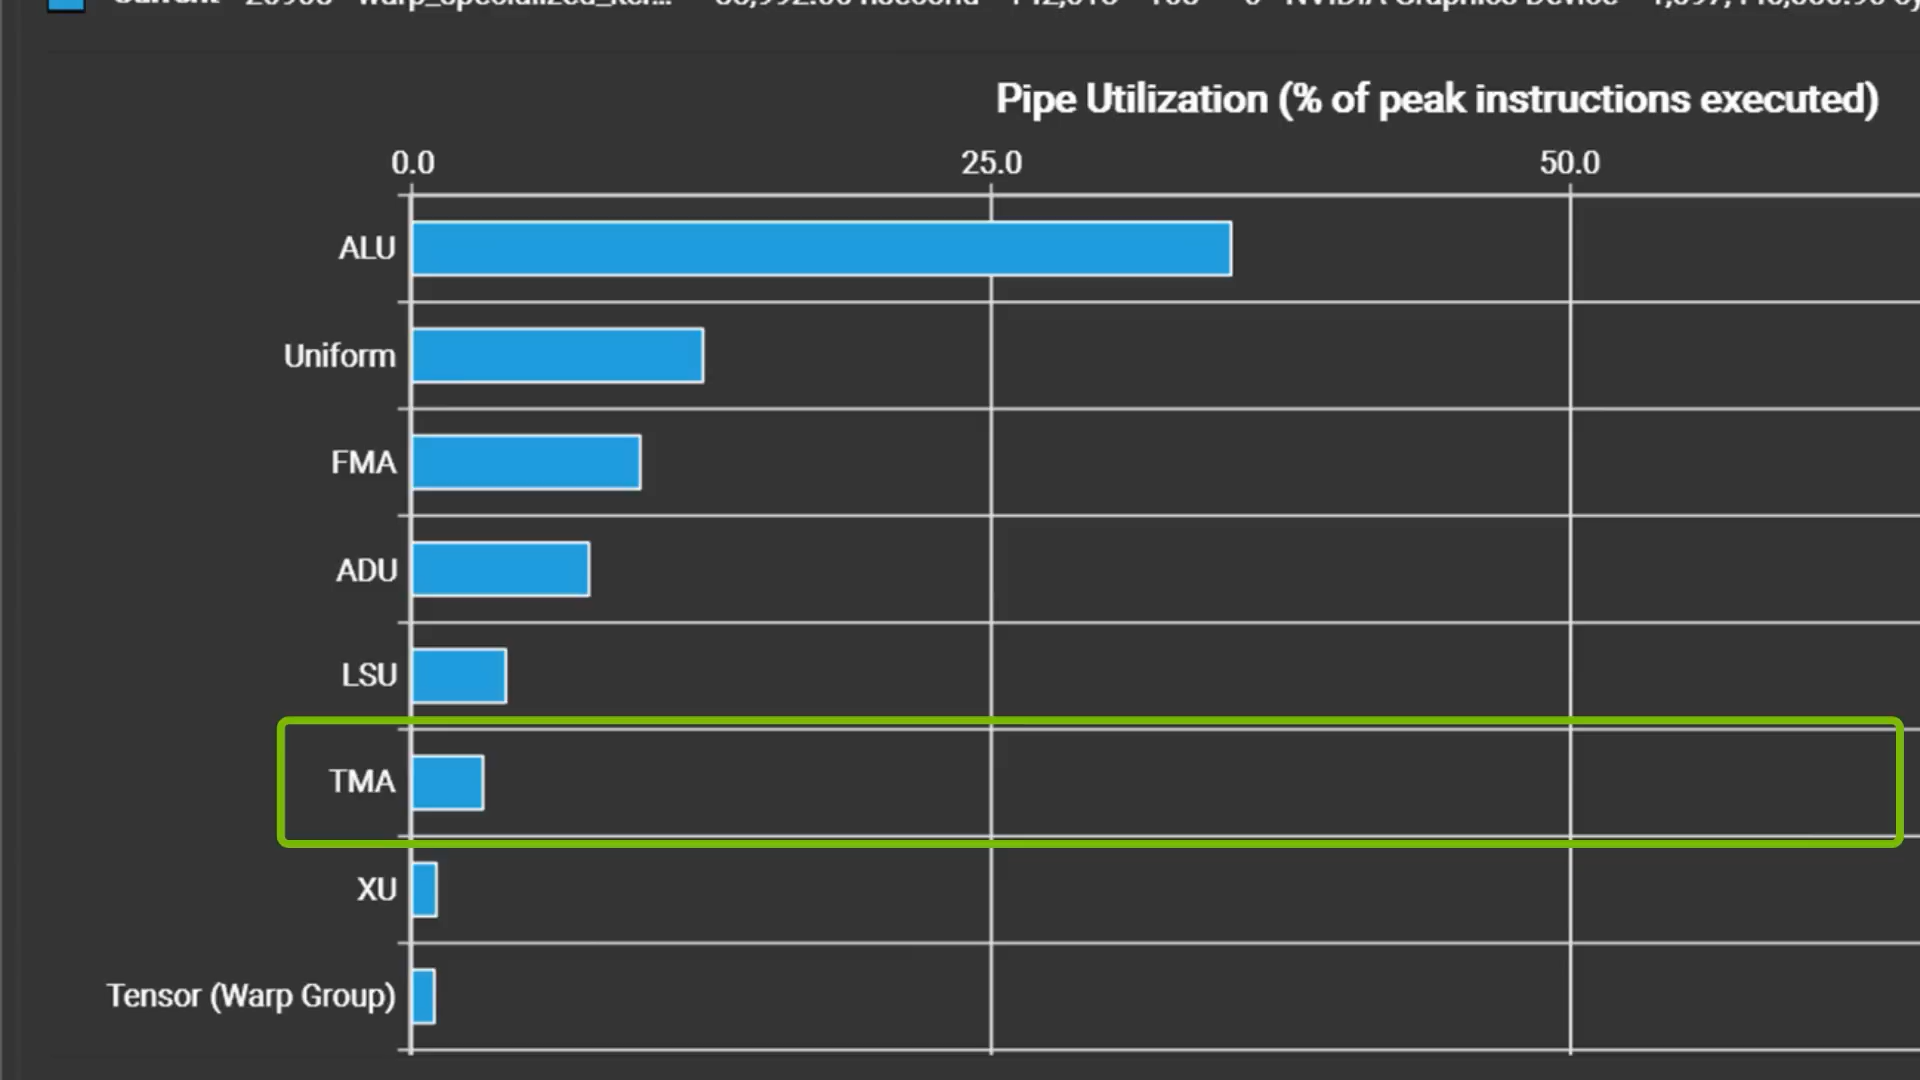 Pipe Utilization (% of peak instructions executed)
0.0 25.0 50.0
ALU
Uniform
FMA
ADU
LSU
TMA
XU
Tensor (Warp Group)